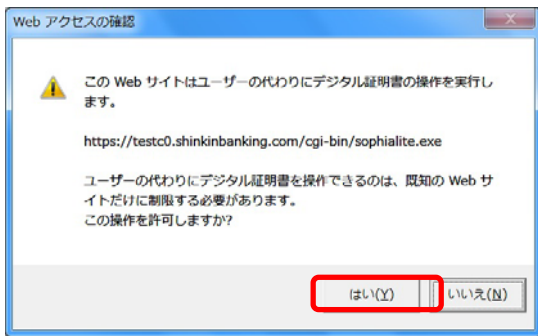 Web アクセスの確認
この Web サイトはユーザーの代わりにデジタル証明書の操作を実行し
ます。
https://testc0.shinkinbanking.com/cgi-bin/sophialite.exe
ユーザーの代わりにデジタル証明書を操作できるのは、既知の Web サ
イトだけに制限する必要があります。
この操作を許可しますか?
はい(Y) いいえ(N)